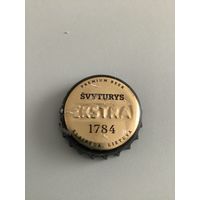 PREMIUM BEER
ŠVYTURYS
EKSTRA
1784
KLAIPĖDA, LIETUVA